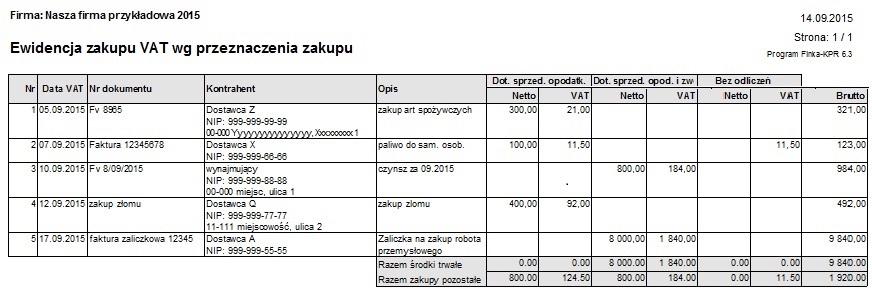 Firma: Nasza firma przykładowa 2015
14.09.2015
Strona: 1 / 1
Ewidencja zakupu VAT wg przeznaczenia zakupu
Program Finka-KPR 6.3
Dot. sprzed. opodatk. Dot. sprzed. opod. i zwo Bez odliczeń
Nr Data VAT Nr dokumentu Kontrahent Opis Netto VAT Netto VAT Netto VAT Brutto
1 05.09.2015 Fv 8965 Dostawca Z zakup art spożywczych 300,00 21,00 321,00
NIP: 999-999-99-99
00-000 Yyyyyyyyyyyyyyyy, Xxxxxxxxx 1
2 07.09.2015 Faktura 12345678 Dostawca X paliwo do sam. osob. 100,00 11,50 11,50 123,00
NIP: 999-999-66-66
3 10.09.2015 Fv 8/09/2015 wynajmujący czynsz za 09.2015 800,00 184,00 984,00
NIP: 999-999-88-88
00-000 miejsc, ulica 1
4 12.09.2015 zakup złomu Dostawca Q zakup zlomu 400,00 92,00 492,00
NIP: 999-999-77-77
11-111 miejscowość, ulica 2
5 17.09.2015 faktura zaliczkowa 12345 Dostawca A Zaliczka na zakup robota 8 000,00 1 840,00 9 840,00
NIP: 999-999-55-55 przemysłowego
Razem środki trwałe 0.00 0.00 8 000.00 1 840.00 0.00 0.00 9 840.00
Razem zakupy pozostałe 800.00 124.50 800.00 184.00 0.00 11.50 1 920.00